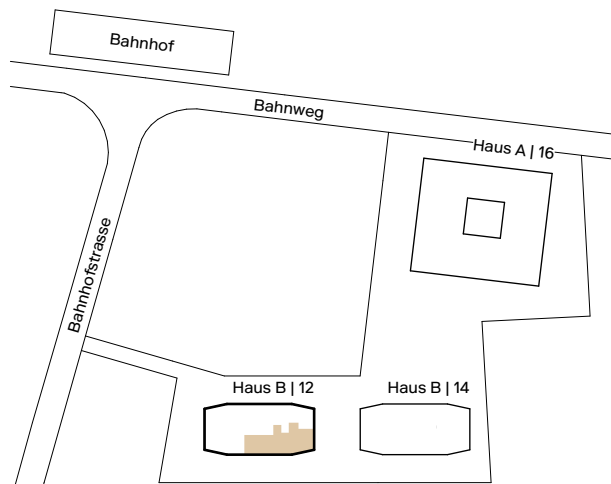 Bahnhof
Bahnweg
Haus A | 16
Bahnhofstrasse
Haus B | 12
Haus B | 14